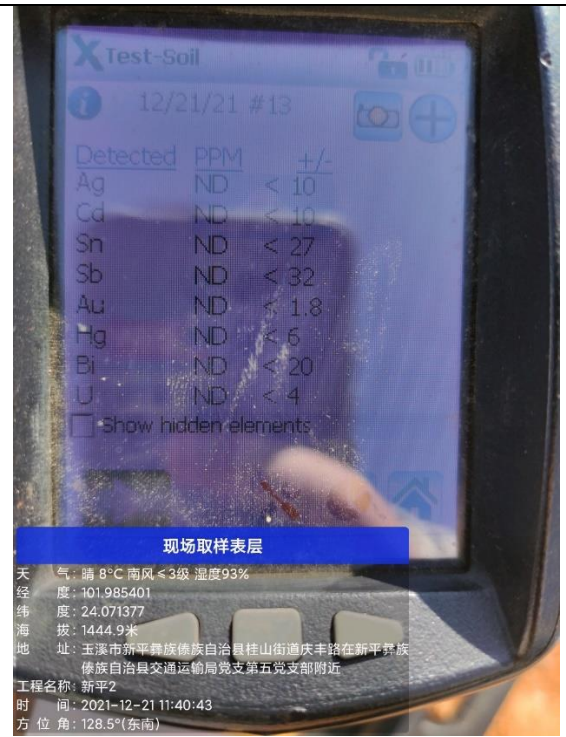 XTest-Soil
12/21/21 #13
Detected PPM +/-
Ag ND < 10
Cd ND < 10
Sn ND < 27
Sb ND < 32
Au ND < 1.8
Hg ND < 6
Bi ND < 20
U ND < 4
Show hidden elements
现场取样表层
天 气: 晴 8°C 南风≤3级 湿度93%
经 度: 101.985401
纬 度: 24.071377
海 拔: 1444.9米
地 址: 玉溪市新平彝族傣族自治县桂山街道庆丰路在新平彝族
傣族自治县交通运输局党支第五党支部附近
工程名称: 新平2
时 间: 2021-12-21 11:40:43
方 位 角: 128.5°(东南)